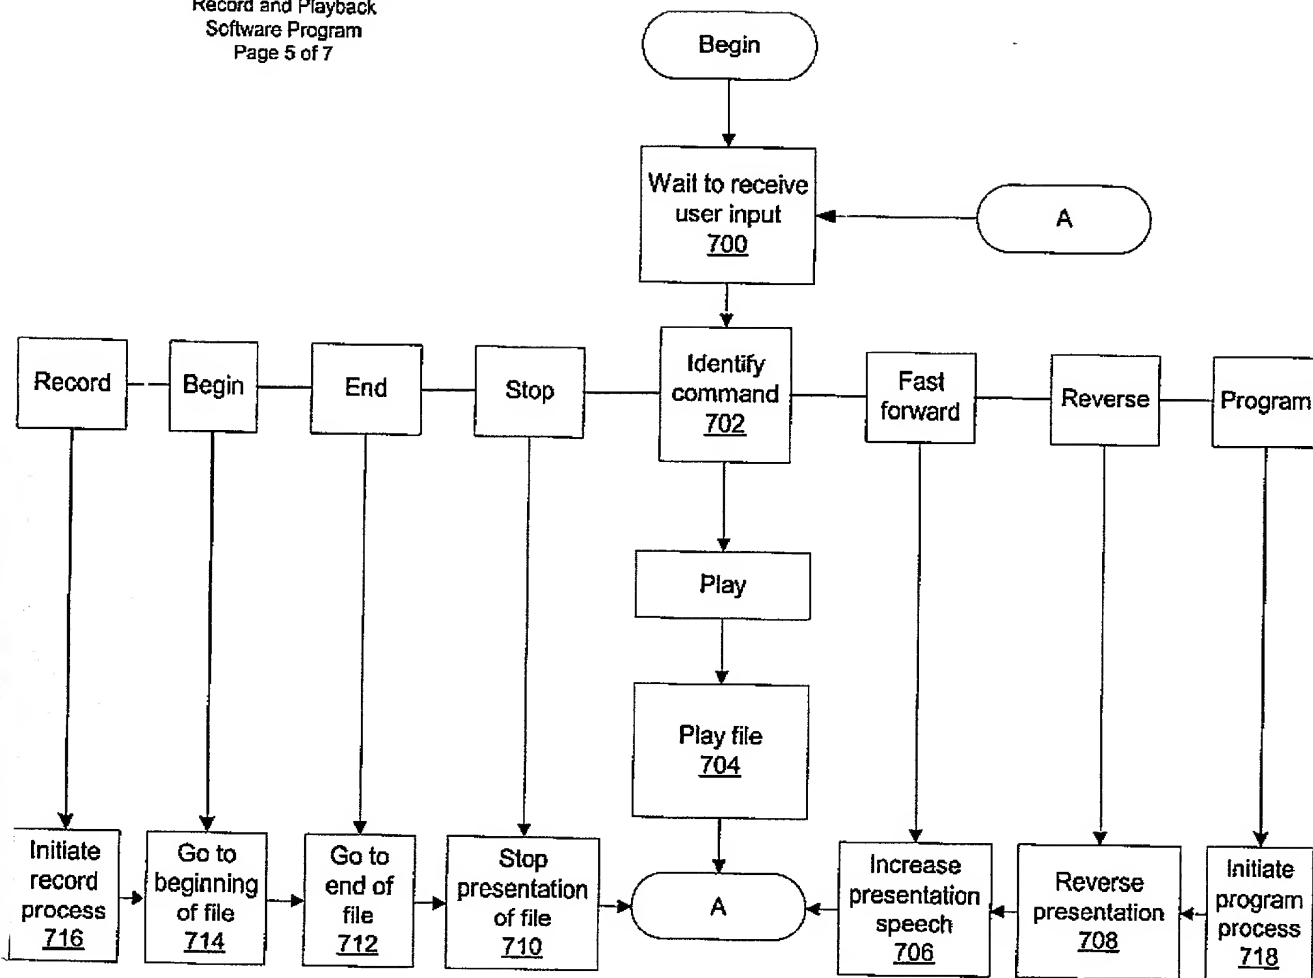 Record and Playback
Software Program
Page 5 of 7
Begin
Wait to receive
user input
700
A
Record
Begin
End
Stop
Identify
command
702
Fast
forward
Reverse
Program
Play
Play file
704
Initiate
record
process
716
Go to
beginning
of file
714
Go to
end of
file
712
Stop
presentation
of file
710
A
Increase
presentation
speech
706
Reverse
presentation
708
Initiate
program
process
718